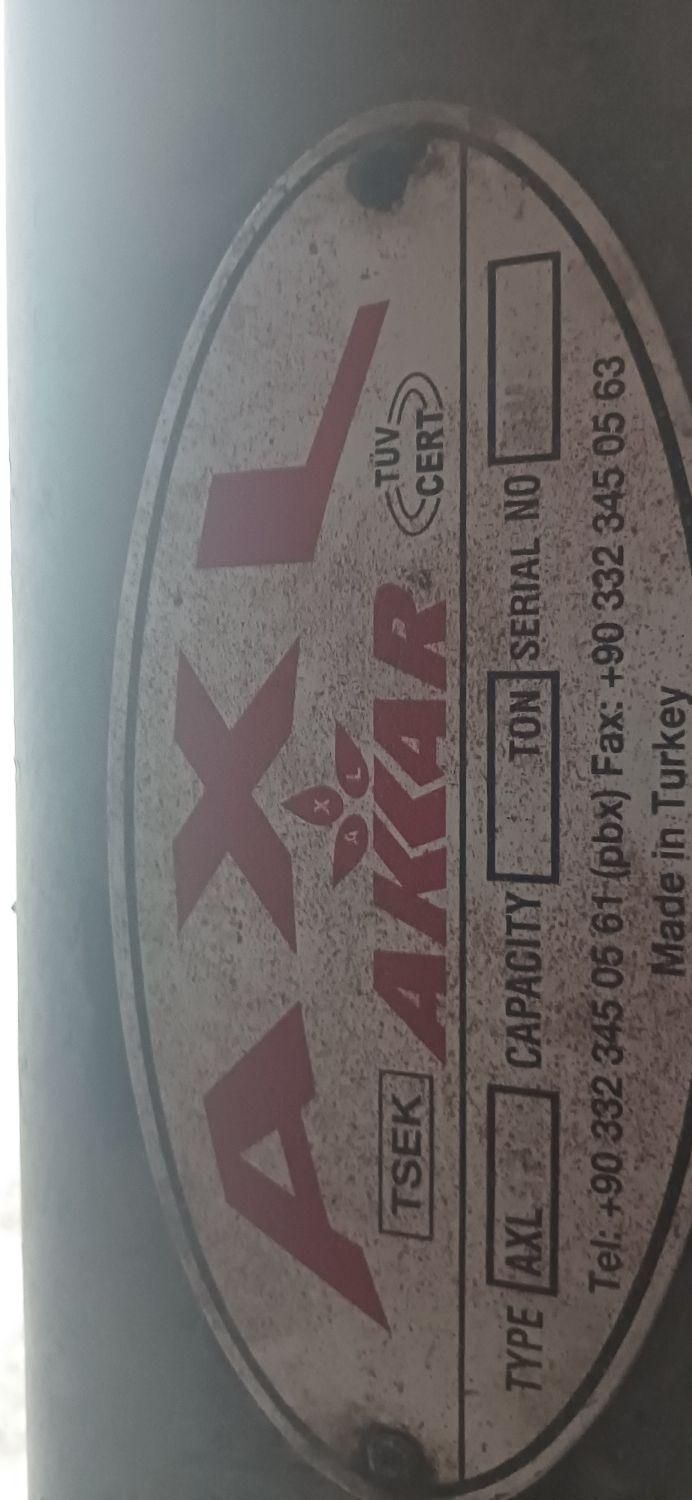 AXL
A X L
TSEK AKKAR TÜV CERT
TYPE AXL CAPACITY TON SERIAL NO
Tel: +90 332 345 05 61 (pbx) Fax: +90 332 345 05 63
Made in Turkey